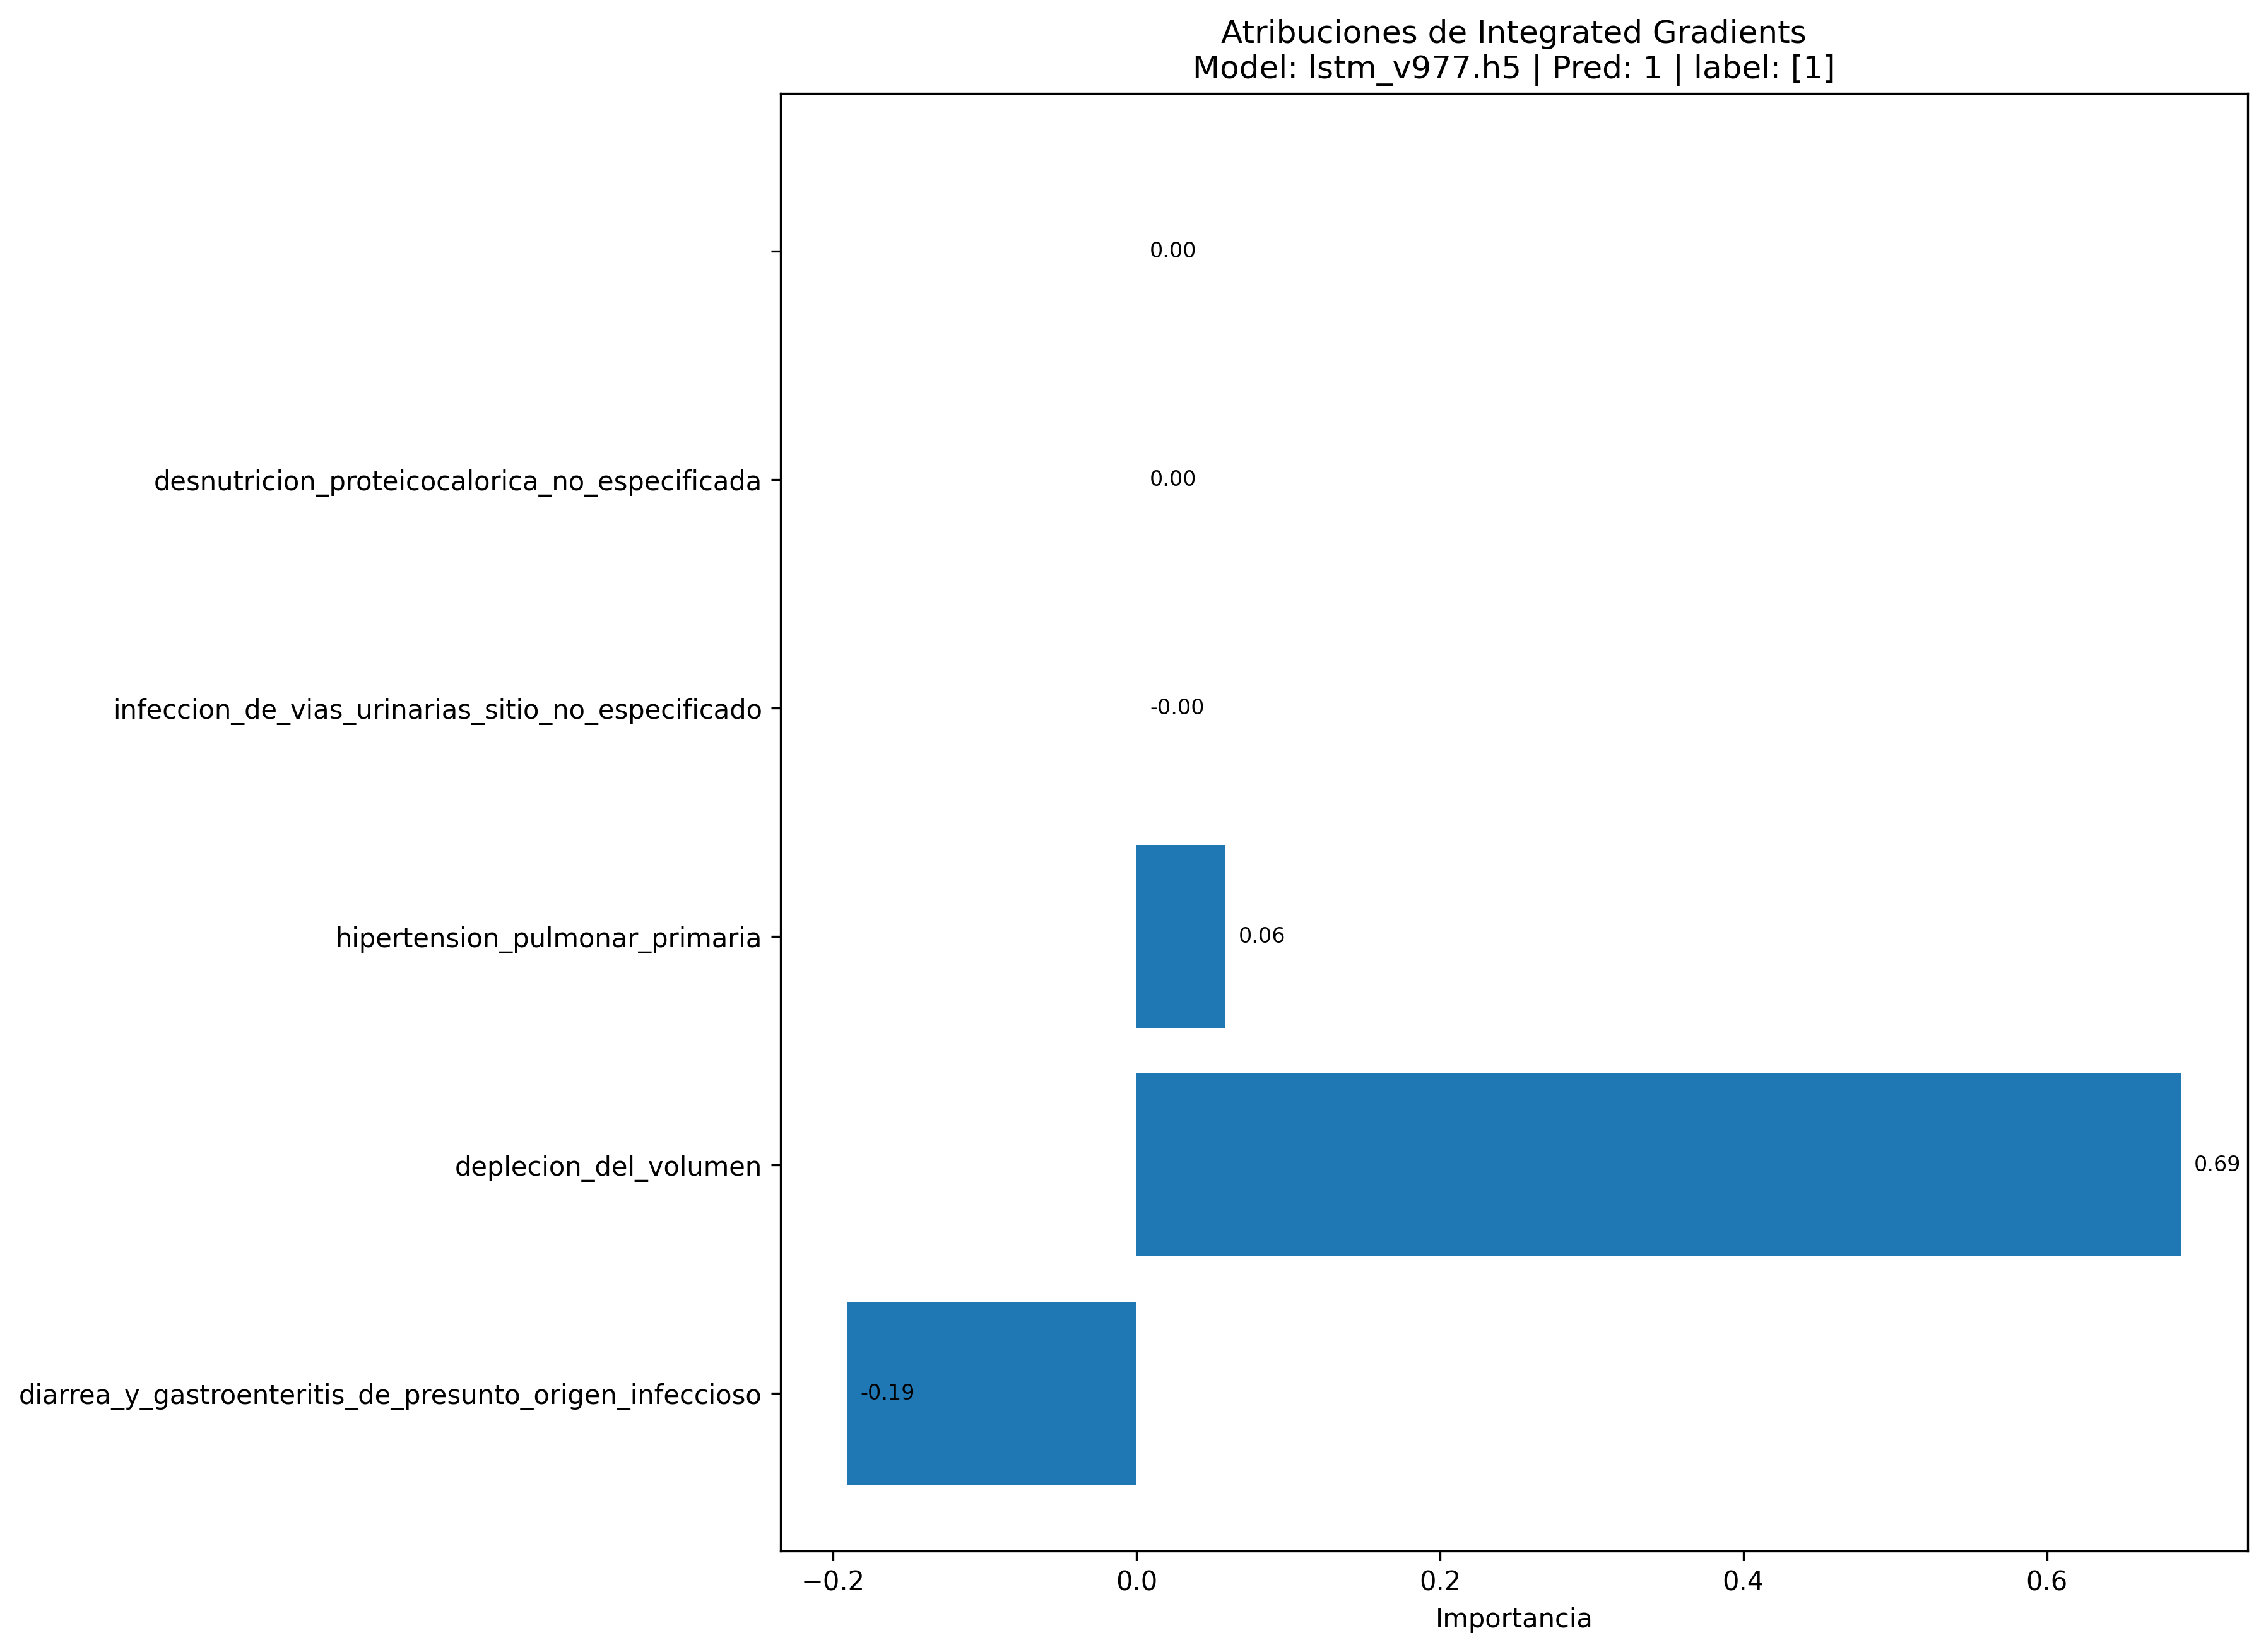 Atribuciones de Integrated Gradients
Model: lstm_v977.h5 | Pred: 1 | label: [1]
0.00
desnutricion_proteicocalorica_no_especificada 0.00
infeccion_de_vias_urinarias_sitio_no_especificado -0.00
hipertension_pulmonar_primaria 0.06
deplecion_del_volumen 0.69
diarrea_y_gastroenteritis_de_presunto_origen_infeccioso -0.19
−0.2 0.0 0.2 0.4 0.6
Importancia